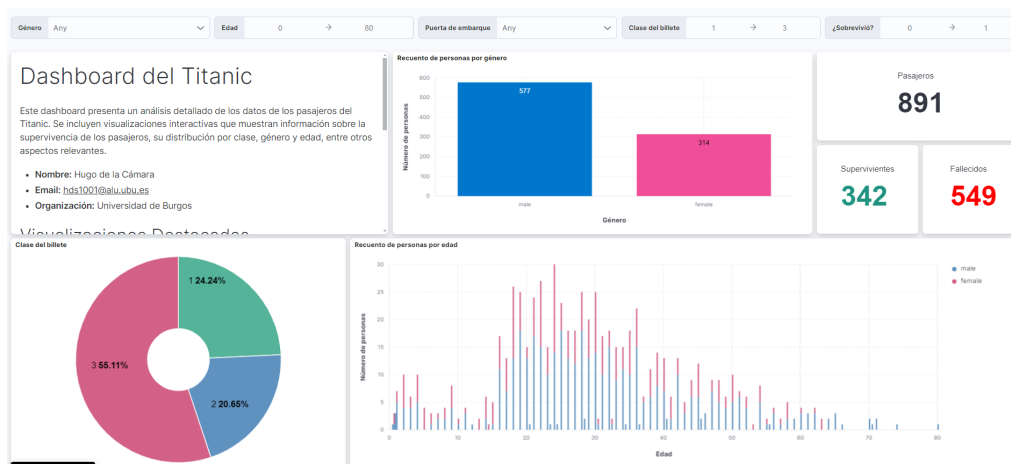 Género Any Edad 0 → 80 Puerta de embarque Any Clase del billete 1 → 3 ¿Sobrevivió? 0 → 1
Dashboard del Titanic
Este dashboard presenta un análisis detallado de los datos de los pasajeros del
Titanic. Se incluyen visualizaciones interactivas que muestran información sobre la
supervivencia de los pasajeros, su distribución por clase, género y edad, entre otros
aspectos relevantes.
• Nombre: Hugo de la Cámara
• Email: hds1001@alu.ubu.es
• Organización: Universidad de Burgos
Visualizaciones Destacadas
Recuento de personas por género
Número de personas
600
500
400
300
200
100
0
577
314
male
female
Género
Pasajeros
891
Supervivientes
342
Fallecidos
549
Clase del billete
1 24.24%
3 55.11%
2 20.65%
Recuento de personas por edad
Número de personas
30
25
20
15
10
5
0
0 10 20 30 40 50 60 70 80
Edad
male
female